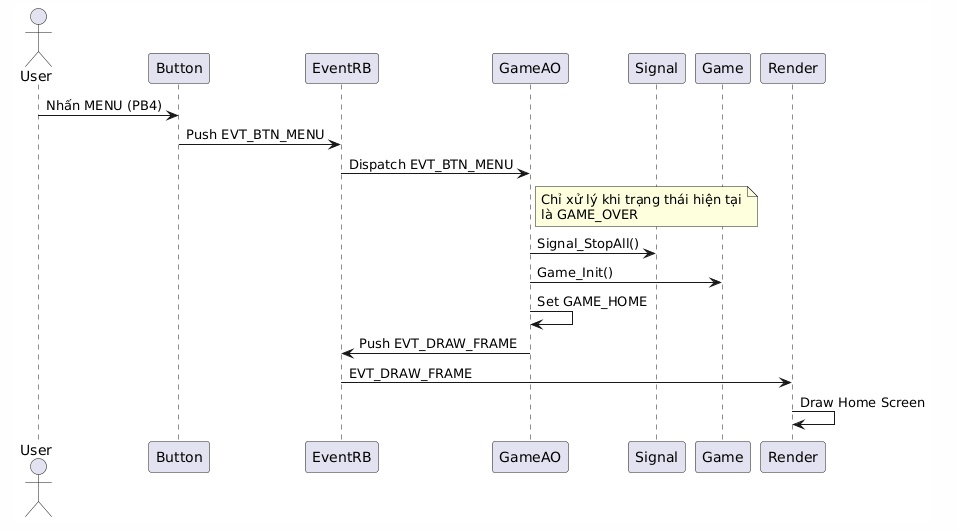 User
Button
EventRB
GameAO
Signal
Game
Render
Nhấn MENU (PB4)
Push EVT_BTN_MENU
Dispatch EVT_BTN_MENU
Chỉ xử lý khi trạng thái hiện tại
là GAME_OVER
Signal_StopAll()
Game_Init()
Set GAME_HOME
Push EVT_DRAW_FRAME
EVT_DRAW_FRAME
Draw Home Screen
User
Button
EventRB
GameAO
Signal
Game
Render